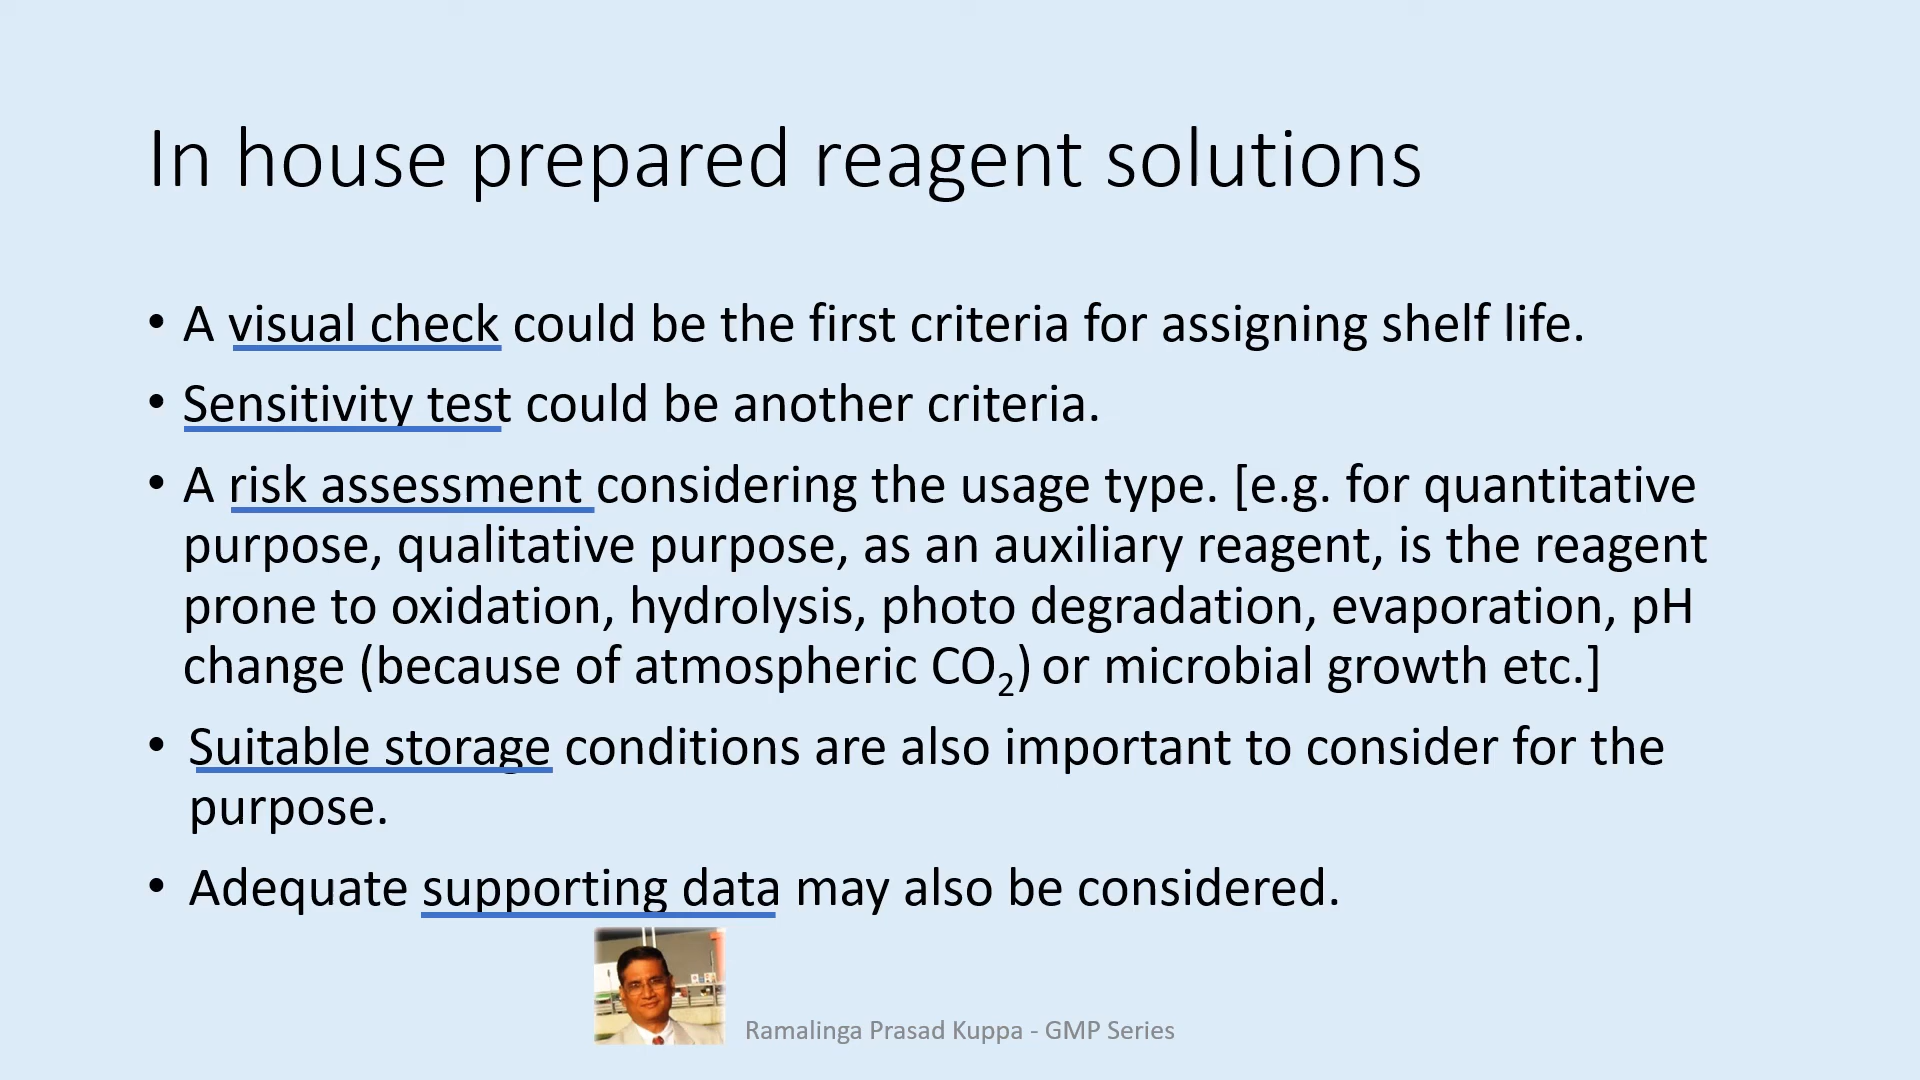 In house prepared reagent solutions
• A visual check could be the first criteria for assigning shelf life.
• Sensitivity test could be another criteria.
• A risk assessment considering the usage type. [e.g. for quantitative
purpose, qualitative purpose, as an auxiliary reagent, is the reagent
prone to oxidation, hydrolysis, photo degradation, evaporation, pH
change (because of atmospheric CO₂) or microbial growth etc.]
• Suitable storage conditions are also important to consider for the
purpose.
• Adequate supporting data may also be considered.
Ramalinga Prasad Kuppa - GMP Series